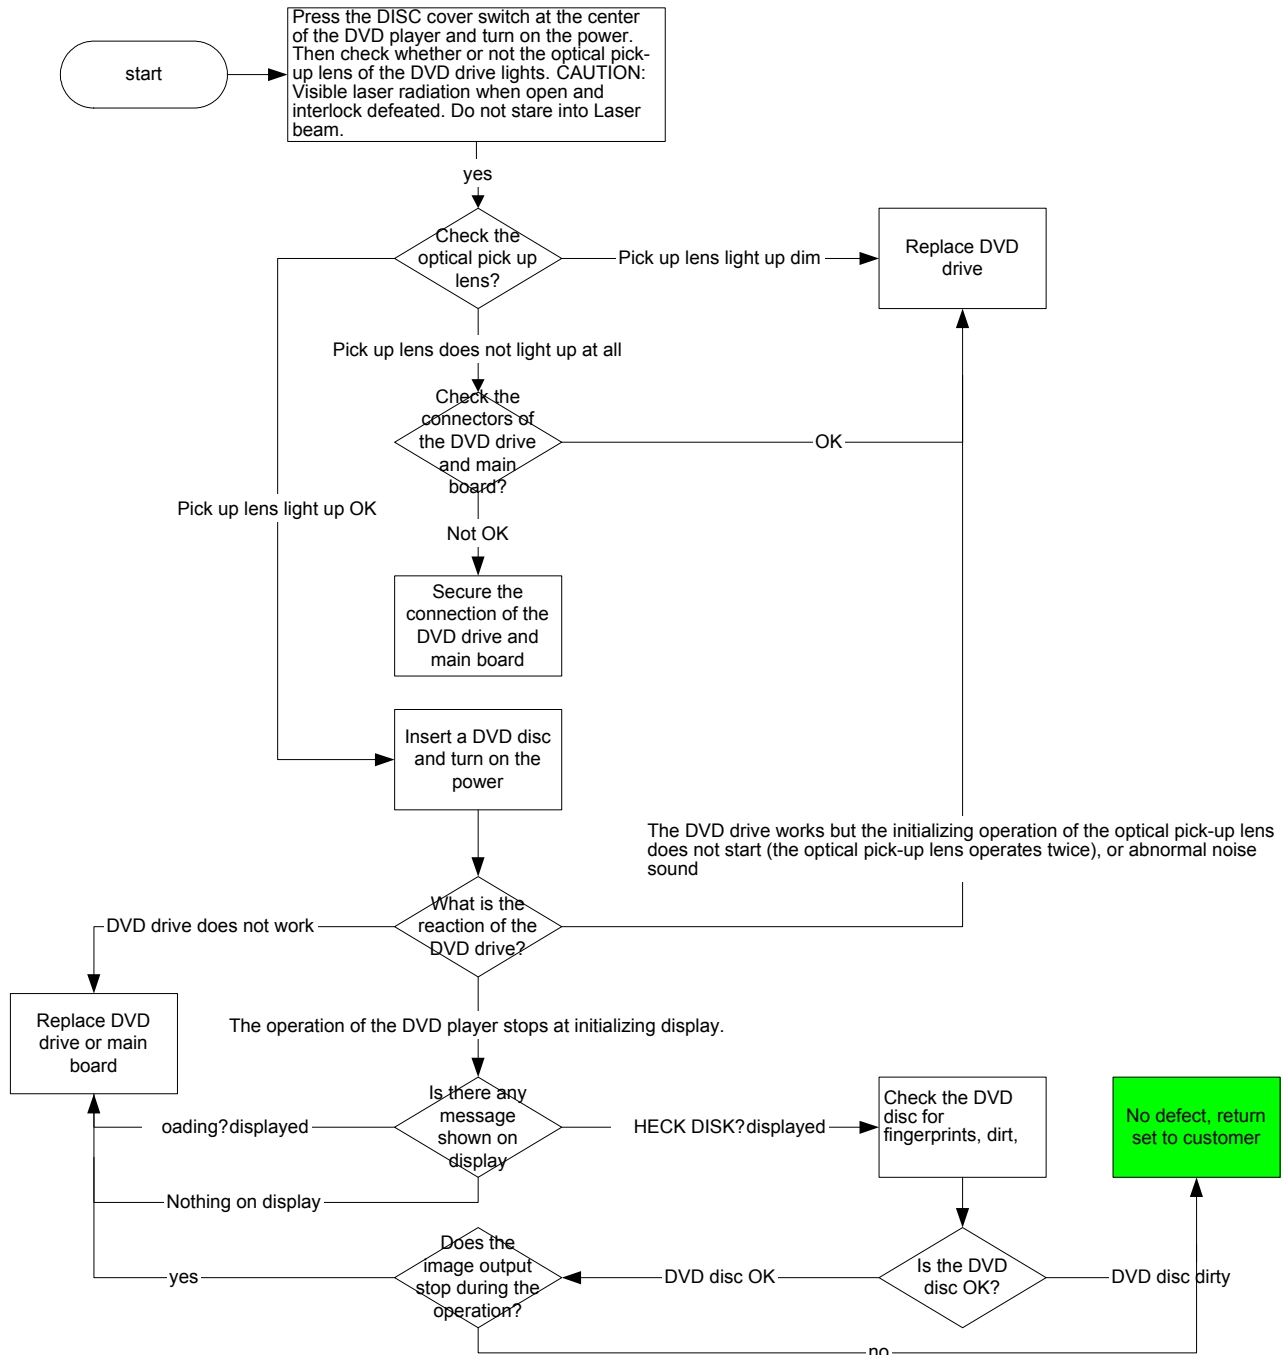 Press the DISC cover switch at the center
of the DVD player and turn on the power.
Then check whether or not the optical pick-
up lens of the DVD drive lights. CAUTION:
Visible laser radiation when open and
interlock defeated. Do not stare into Laser
beam.
start
yes
Check the
optical pick up
lens?
Pick up lens light up dim
Replace DVD
drive
Pick up lens does not light up at all
Check the
connectors of
the DVD drive
and main
board?
OK
Pick up lens light up OK
Not OK
Secure the
connection of the
DVD drive and
main board
Insert a DVD disc
and turn on the
power
The DVD drive works but the initializing operation of the optical pick-up lens
does not start (the optical pick-up lens operates twice), or abnormal noise
sound
What is the
reaction of the
DVD drive?
DVD drive does not work
Replace DVD
drive or main
board
The operation of the DVD player stops at initializing display.
Is there any
message
shown on
display
oading?displayed
HECK DISK?displayed
Check the DVD
disc for
fingerprints, dirt,
No defect, return
set to customer
Nothing on display
Does the
image output
stop during the
operation?
yes
DVD disc OK
Is the DVD
disc OK?
DVD disc dirty
no